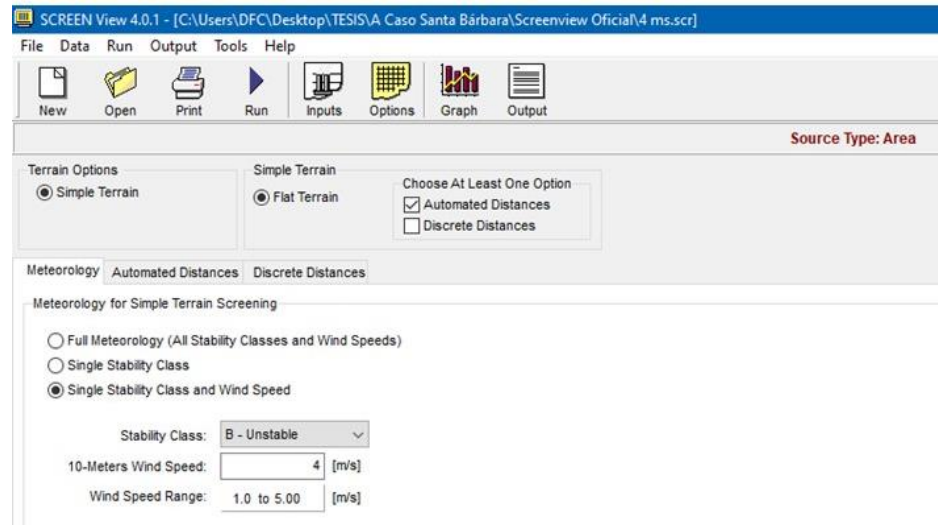 SCREEN View 4.0.1 - [C:\Users\DFC\Desktop\TESIS\A Caso Santa Bárbara\Screenview Oficial\4 ms.scr]
File Data Run Output Tools Help
New Open Print Run Inputs Options Graph Output
Source Type: Area
Terrain Options
Simple Terrain
Simple Terrain
Flat Terrain
Choose At Least One Option
Automated Distances
Discrete Distances
Meteorology Automated Distances Discrete Distances
Meteorology for Simple Terrain Screening
Full Meteorology (All Stability Classes and Wind Speeds)
Single Stability Class
Single Stability Class and Wind Speed
Stability Class: B - Unstable
10-Meters Wind Speed: 4 [m/s]
Wind Speed Range: 1.0 to 5.00 [m/s]